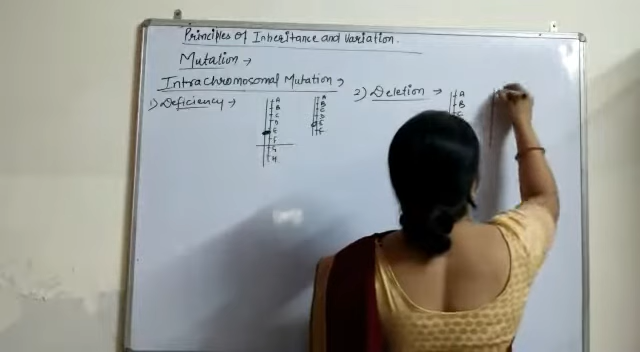 Principles of Inheritance and Variation.
Mutation →
Intrachromosomal Mutation →
1) Deficiency → 2) Deletion →
A A A
B B B
C C C
D D
E E
F F
G
H